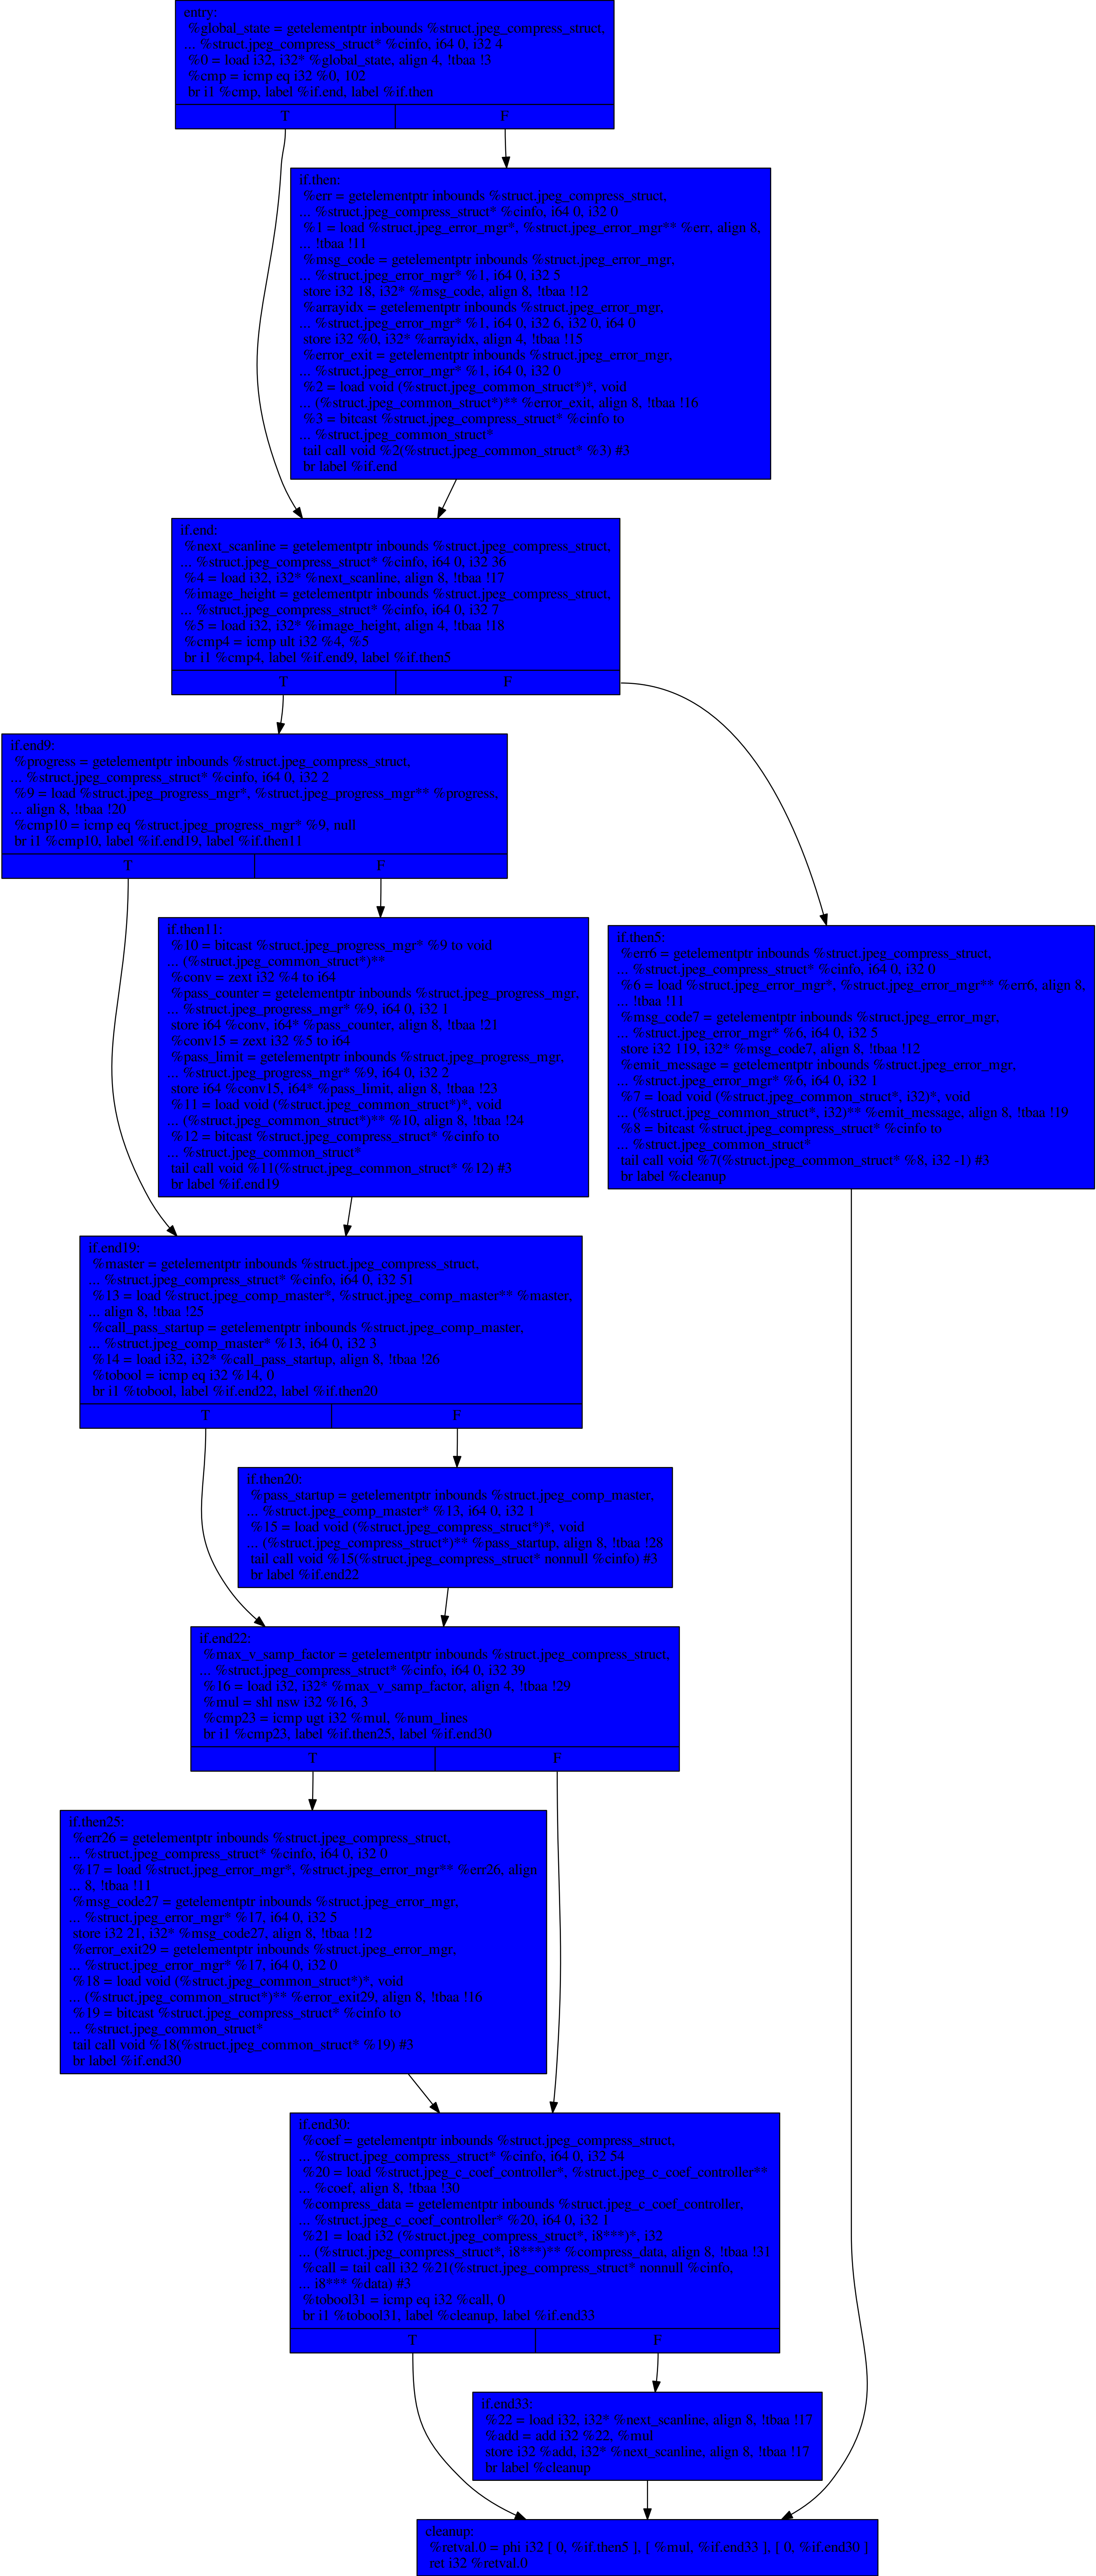 entry:
%global_state = getelementptr inbounds %struct.jpeg_compress_struct,
... %struct.jpeg_compress_struct* %cinfo, i64 0, i32 4
%0 = load i32, i32* %global_state, align 4, !tbaa !3
%cmp = icmp eq i32 %0, 102
br i1 %cmp, label %if.end, label %if.then
T F
if.then:
%err = getelementptr inbounds %struct.jpeg_compress_struct,
... %struct.jpeg_compress_struct* %cinfo, i64 0, i32 0
%1 = load %struct.jpeg_error_mgr*, %struct.jpeg_error_mgr** %err, align 8,
... !tbaa !11
%msg_code = getelementptr inbounds %struct.jpeg_error_mgr,
... %struct.jpeg_error_mgr* %1, i64 0, i32 5
store i32 18, i32* %msg_code, align 8, !tbaa !12
%arrayidx = getelementptr inbounds %struct.jpeg_error_mgr,
... %struct.jpeg_error_mgr* %1, i64 0, i32 6, i32 0, i64 0
store i32 %0, i32* %arrayidx, align 4, !tbaa !15
%error_exit = getelementptr inbounds %struct.jpeg_error_mgr,
... %struct.jpeg_error_mgr* %1, i64 0, i32 0
%2 = load void (%struct.jpeg_common_struct*)*, void
... (%struct.jpeg_common_struct*)** %error_exit, align 8, !tbaa !16
%3 = bitcast %struct.jpeg_compress_struct* %cinfo to
... %struct.jpeg_common_struct*
tail call void %2(%struct.jpeg_common_struct* %3) #3
br label %if.end
if.end:
%next_scanline = getelementptr inbounds %struct.jpeg_compress_struct,
... %struct.jpeg_compress_struct* %cinfo, i64 0, i32 36
%4 = load i32, i32* %next_scanline, align 8, !tbaa !17
%image_height = getelementptr inbounds %struct.jpeg_compress_struct,
... %struct.jpeg_compress_struct* %cinfo, i64 0, i32 7
%5 = load i32, i32* %image_height, align 4, !tbaa !18
%cmp4 = icmp ult i32 %4, %5
br i1 %cmp4, label %if.end9, label %if.then5
T F
if.end9:
%progress = getelementptr inbounds %struct.jpeg_compress_struct,
... %struct.jpeg_compress_struct* %cinfo, i64 0, i32 2
%9 = load %struct.jpeg_progress_mgr*, %struct.jpeg_progress_mgr** %progress,
... align 8, !tbaa !20
%cmp10 = icmp eq %struct.jpeg_progress_mgr* %9, null
br i1 %cmp10, label %if.end19, label %if.then11
T F
if.then11:
%10 = bitcast %struct.jpeg_progress_mgr* %9 to void
... (%struct.jpeg_common_struct*)**
%conv = zext i32 %4 to i64
%pass_counter = getelementptr inbounds %struct.jpeg_progress_mgr,
... %struct.jpeg_progress_mgr* %9, i64 0, i32 1
store i64 %conv, i64* %pass_counter, align 8, !tbaa !21
%conv15 = zext i32 %5 to i64
%pass_limit = getelementptr inbounds %struct.jpeg_progress_mgr,
... %struct.jpeg_progress_mgr* %9, i64 0, i32 2
store i64 %conv15, i64* %pass_limit, align 8, !tbaa !23
%11 = load void (%struct.jpeg_common_struct*)*, void
... (%struct.jpeg_common_struct*)** %10, align 8, !tbaa !24
%12 = bitcast %struct.jpeg_compress_struct* %cinfo to
... %struct.jpeg_common_struct*
tail call void %11(%struct.jpeg_common_struct* %12) #3
br label %if.end19
if.then5:
%err6 = getelementptr inbounds %struct.jpeg_compress_struct,
... %struct.jpeg_compress_struct* %cinfo, i64 0, i32 0
%6 = load %struct.jpeg_error_mgr*, %struct.jpeg_error_mgr** %err6, align 8,
... !tbaa !11
%msg_code7 = getelementptr inbounds %struct.jpeg_error_mgr,
... %struct.jpeg_error_mgr* %6, i64 0, i32 5
store i32 119, i32* %msg_code7, align 8, !tbaa !12
%emit_message = getelementptr inbounds %struct.jpeg_error_mgr,
... %struct.jpeg_error_mgr* %6, i64 0, i32 1
%7 = load void (%struct.jpeg_common_struct*, i32)*, void
... (%struct.jpeg_common_struct*, i32)** %emit_message, align 8, !tbaa !19
%8 = bitcast %struct.jpeg_compress_struct* %cinfo to
... %struct.jpeg_common_struct*
tail call void %7(%struct.jpeg_common_struct* %8, i32 -1) #3
br label %cleanup
if.end19:
%master = getelementptr inbounds %struct.jpeg_compress_struct,
... %struct.jpeg_compress_struct* %cinfo, i64 0, i32 51
%13 = load %struct.jpeg_comp_master*, %struct.jpeg_comp_master** %master,
... align 8, !tbaa !25
%call_pass_startup = getelementptr inbounds %struct.jpeg_comp_master,
... %struct.jpeg_comp_master* %13, i64 0, i32 3
%14 = load i32, i32* %call_pass_startup, align 8, !tbaa !26
%tobool = icmp eq i32 %14, 0
br i1 %tobool, label %if.end22, label %if.then20
T F
if.then20:
%pass_startup = getelementptr inbounds %struct.jpeg_comp_master,
... %struct.jpeg_comp_master* %13, i64 0, i32 1
%15 = load void (%struct.jpeg_compress_struct*)*, void
... (%struct.jpeg_compress_struct*)** %pass_startup, align 8, !tbaa !28
tail call void %15(%struct.jpeg_compress_struct* nonnull %cinfo) #3
br label %if.end22
if.end22:
%max_v_samp_factor = getelementptr inbounds %struct.jpeg_compress_struct,
... %struct.jpeg_compress_struct* %cinfo, i64 0, i32 39
%16 = load i32, i32* %max_v_samp_factor, align 4, !tbaa !29
%mul = shl nsw i32 %16, 3
%cmp23 = icmp ugt i32 %mul, %num_lines
br i1 %cmp23, label %if.then25, label %if.end30
T F
if.then25:
%err26 = getelementptr inbounds %struct.jpeg_compress_struct,
... %struct.jpeg_compress_struct* %cinfo, i64 0, i32 0
%17 = load %struct.jpeg_error_mgr*, %struct.jpeg_error_mgr** %err26, align
... 8, !tbaa !11
%msg_code27 = getelementptr inbounds %struct.jpeg_error_mgr,
... %struct.jpeg_error_mgr* %17, i64 0, i32 5
store i32 21, i32* %msg_code27, align 8, !tbaa !12
%error_exit29 = getelementptr inbounds %struct.jpeg_error_mgr,
... %struct.jpeg_error_mgr* %17, i64 0, i32 0
%18 = load void (%struct.jpeg_common_struct*)*, void
... (%struct.jpeg_common_struct*)** %error_exit29, align 8, !tbaa !16
%19 = bitcast %struct.jpeg_compress_struct* %cinfo to
... %struct.jpeg_common_struct*
tail call void %18(%struct.jpeg_common_struct* %19) #3
br label %if.end30
if.end30:
%coef = getelementptr inbounds %struct.jpeg_compress_struct,
... %struct.jpeg_compress_struct* %cinfo, i64 0, i32 54
%20 = load %struct.jpeg_c_coef_controller*, %struct.jpeg_c_coef_controller**
... %coef, align 8, !tbaa !30
%compress_data = getelementptr inbounds %struct.jpeg_c_coef_controller,
... %struct.jpeg_c_coef_controller* %20, i64 0, i32 1
%21 = load i32 (%struct.jpeg_compress_struct*, i8***)*, i32
... (%struct.jpeg_compress_struct*, i8***)** %compress_data, align 8, !tbaa !31
%call = tail call i32 %21(%struct.jpeg_compress_struct* nonnull %cinfo,
... i8*** %data) #3
%tobool31 = icmp eq i32 %call, 0
br i1 %tobool31, label %cleanup, label %if.end33
T F
if.end33:
%22 = load i32, i32* %next_scanline, align 8, !tbaa !17
%add = add i32 %22, %mul
store i32 %add, i32* %next_scanline, align 8, !tbaa !17
br label %cleanup
cleanup:
%retval.0 = phi i32 [ 0, %if.then5 ], [ %mul, %if.end33 ], [ 0, %if.end30 ]
ret i32 %retval.0